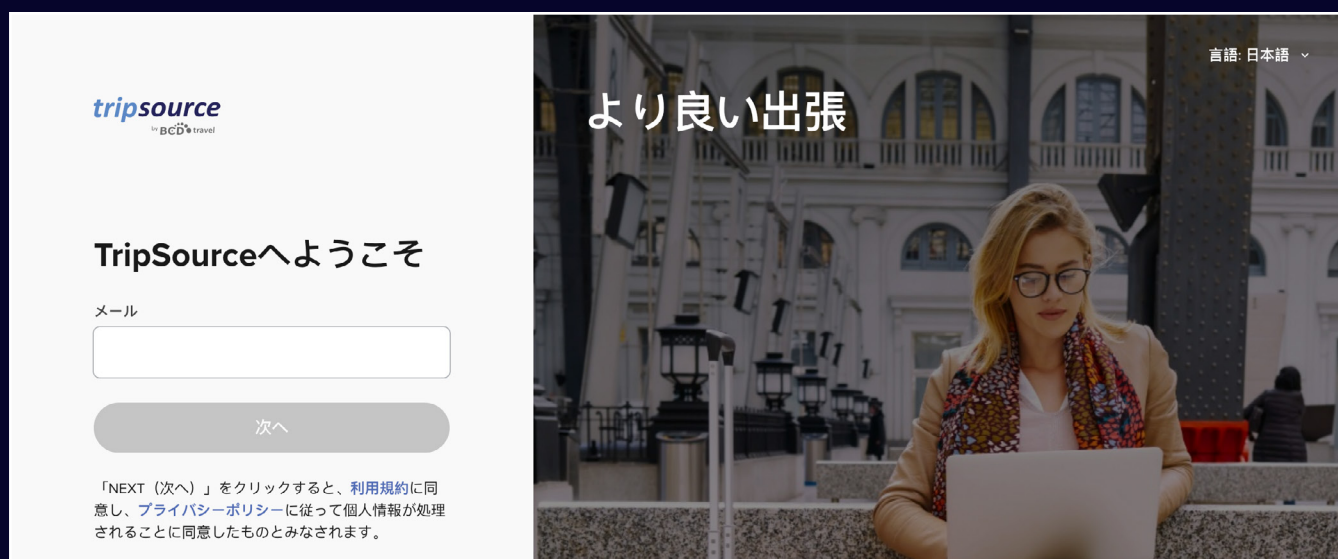 tripsource
by BCD travel
TripSourceへようこそ
メール
次へ
「NEXT（次へ）」をクリックすると、利用規約に同
意し、プライバシーポリシーに従って個人情報が処理
されることに同意したものとみなされます。
言語: 日本語
より良い出張